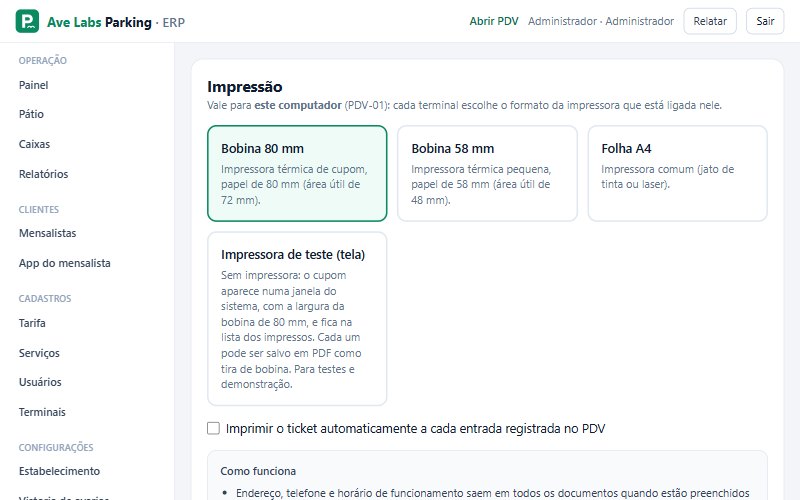 Ave Labs Parking · ERP
Abrir PDV Administrador · Administrador Relatar Sair
OPERAÇÃO
Painel
Pátio
Caixas
Relatórios
CLIENTES
Mensalistas
App do mensalista
CADASTROS
Tarifa
Serviços
Usuários
Terminais
CONFIGURAÇÕES
Estabelecimento
Impressão
Vale para este computador (PDV-01): cada terminal escolhe o formato da impressora que está ligada nele.
Bobina 80 mm
Impressora térmica de cupom,
papel de 80 mm (área útil de
72 mm).
Bobina 58 mm
Impressora térmica pequena,
papel de 58 mm (área útil de
48 mm).
Folha A4
Impressora comum (jato de
tinta ou laser).
Impressora de teste (tela)
Sem impressora: o cupom
aparece numa janela do
sistema, com a largura da
bobina de 80 mm, e fica na
lista dos impressos. Cada um
pode ser salvo em PDF como
tira de bobina. Para testes e
demonstração.
Imprimir o ticket automaticamente a cada entrada registrada no PDV
Como funciona
• Endereço, telefone e horário de funcionamento saem em todos os documentos quando estão preenchidos